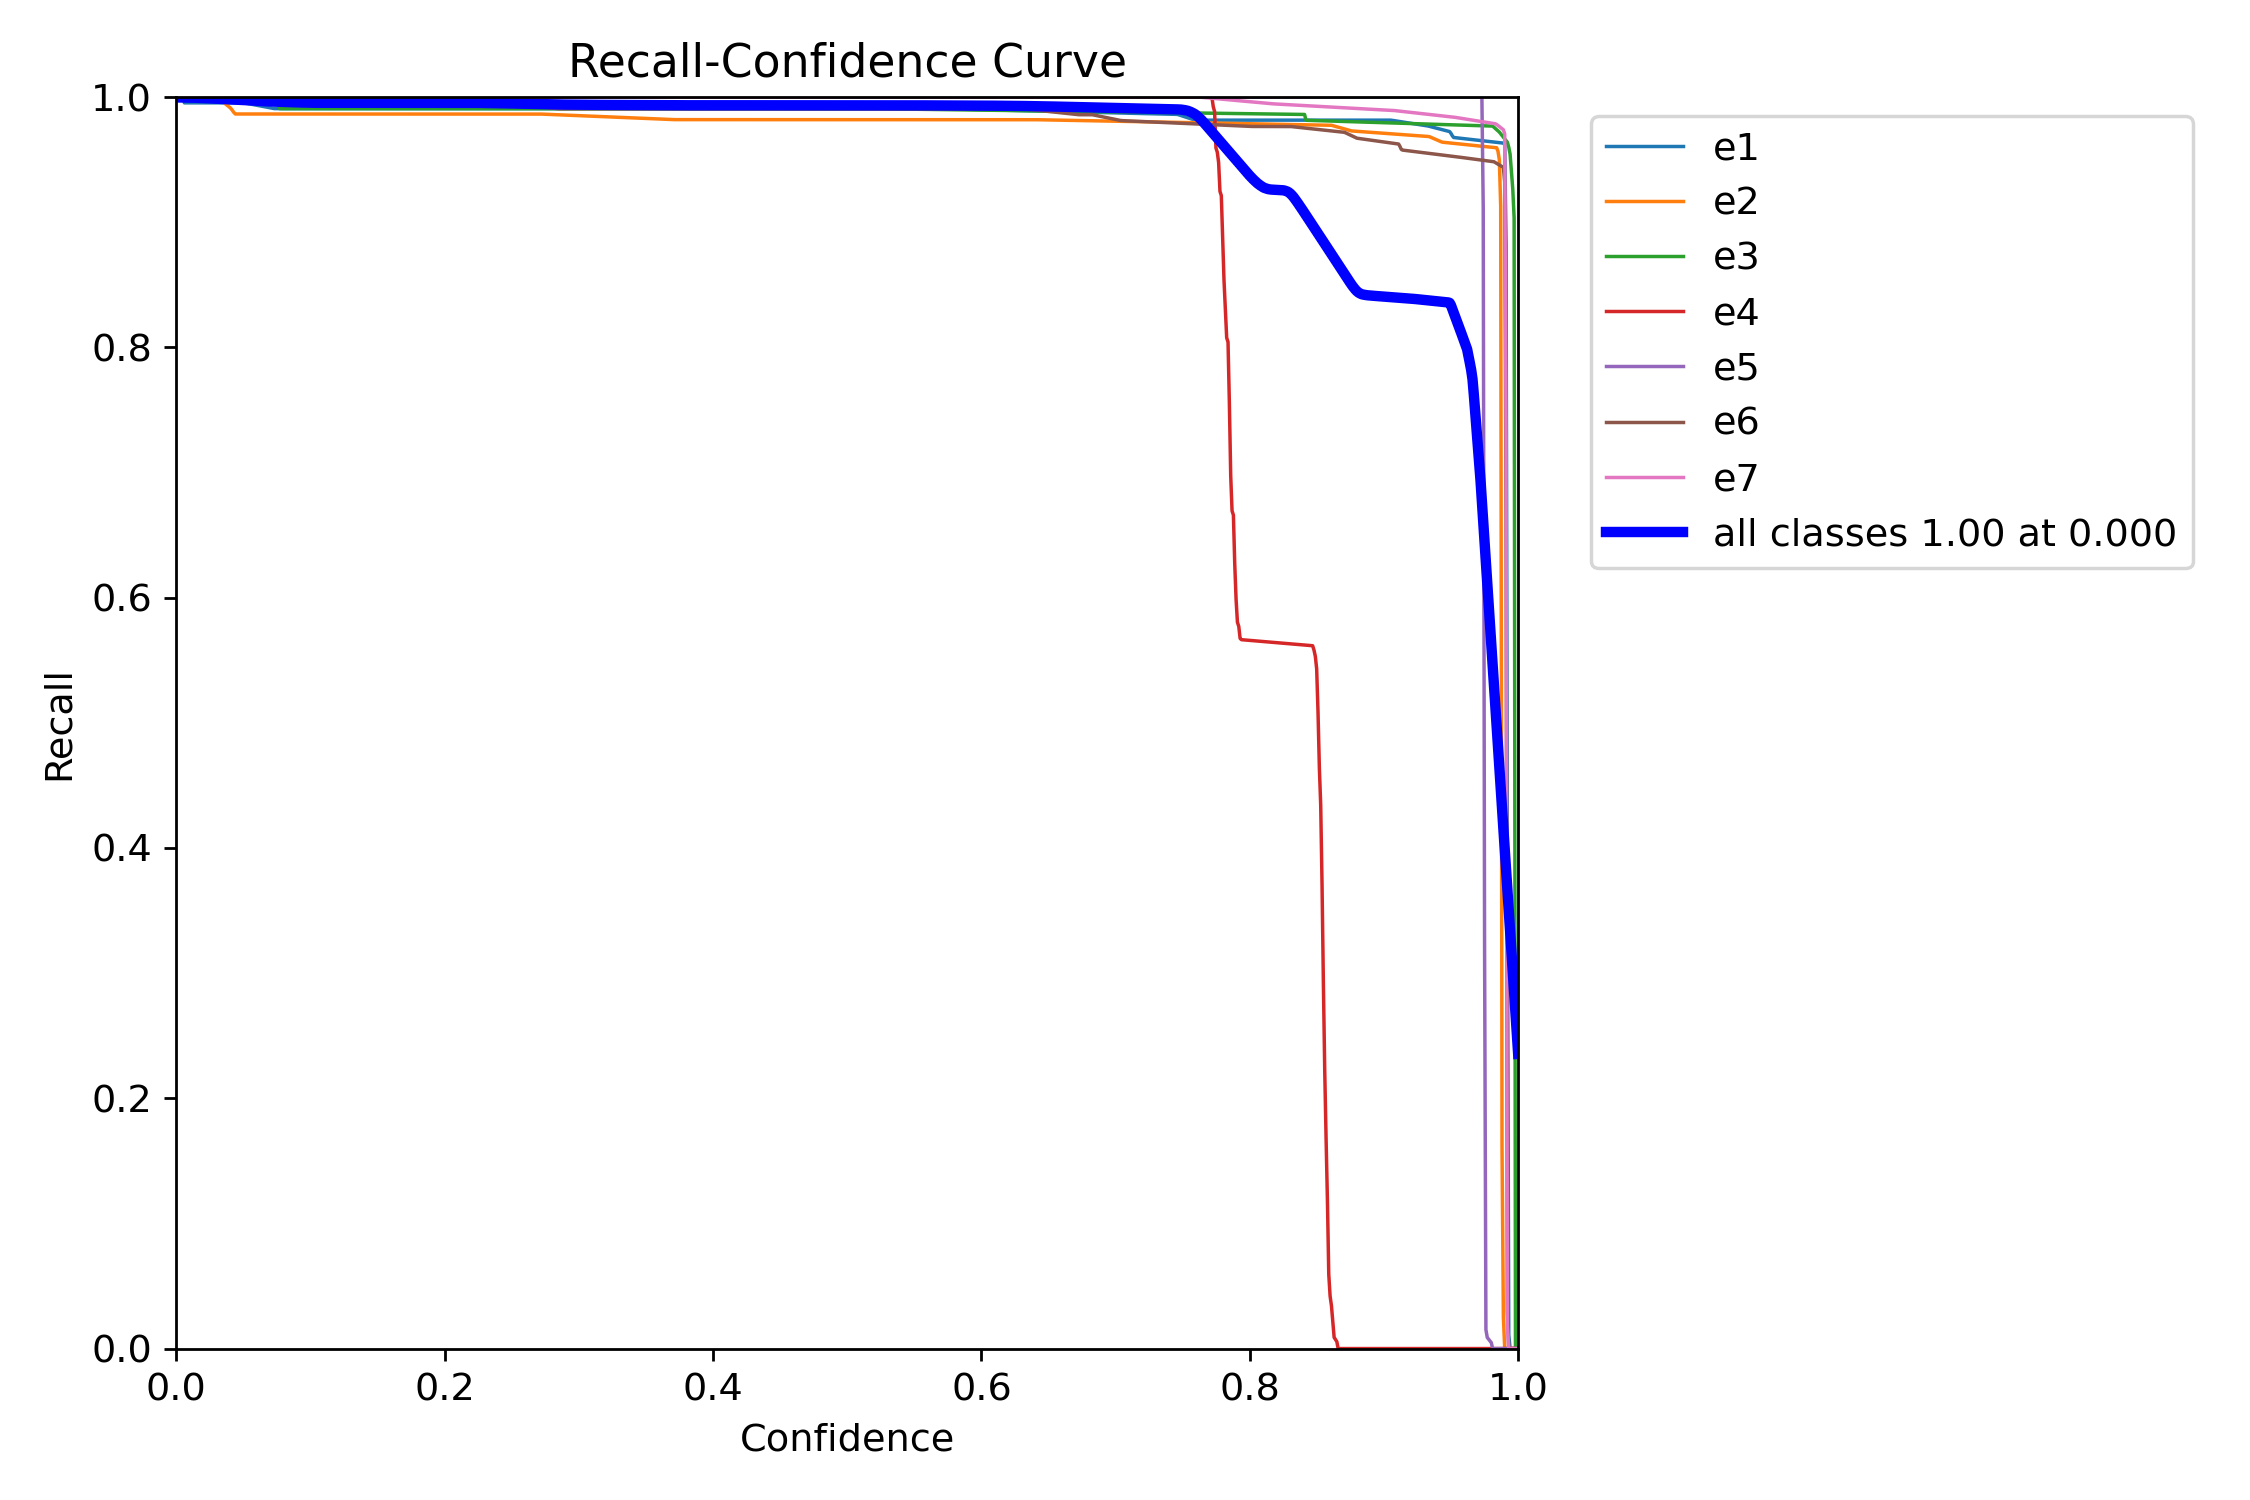 Recall-Confidence Curve
1.0
0.8
0.6
0.4
0.2
0.0
Recall
0.0 0.2 0.4 0.6 0.8 1.0
Confidence
e1
e2
e3
e4
e5
e6
e7
all classes 1.00 at 0.000